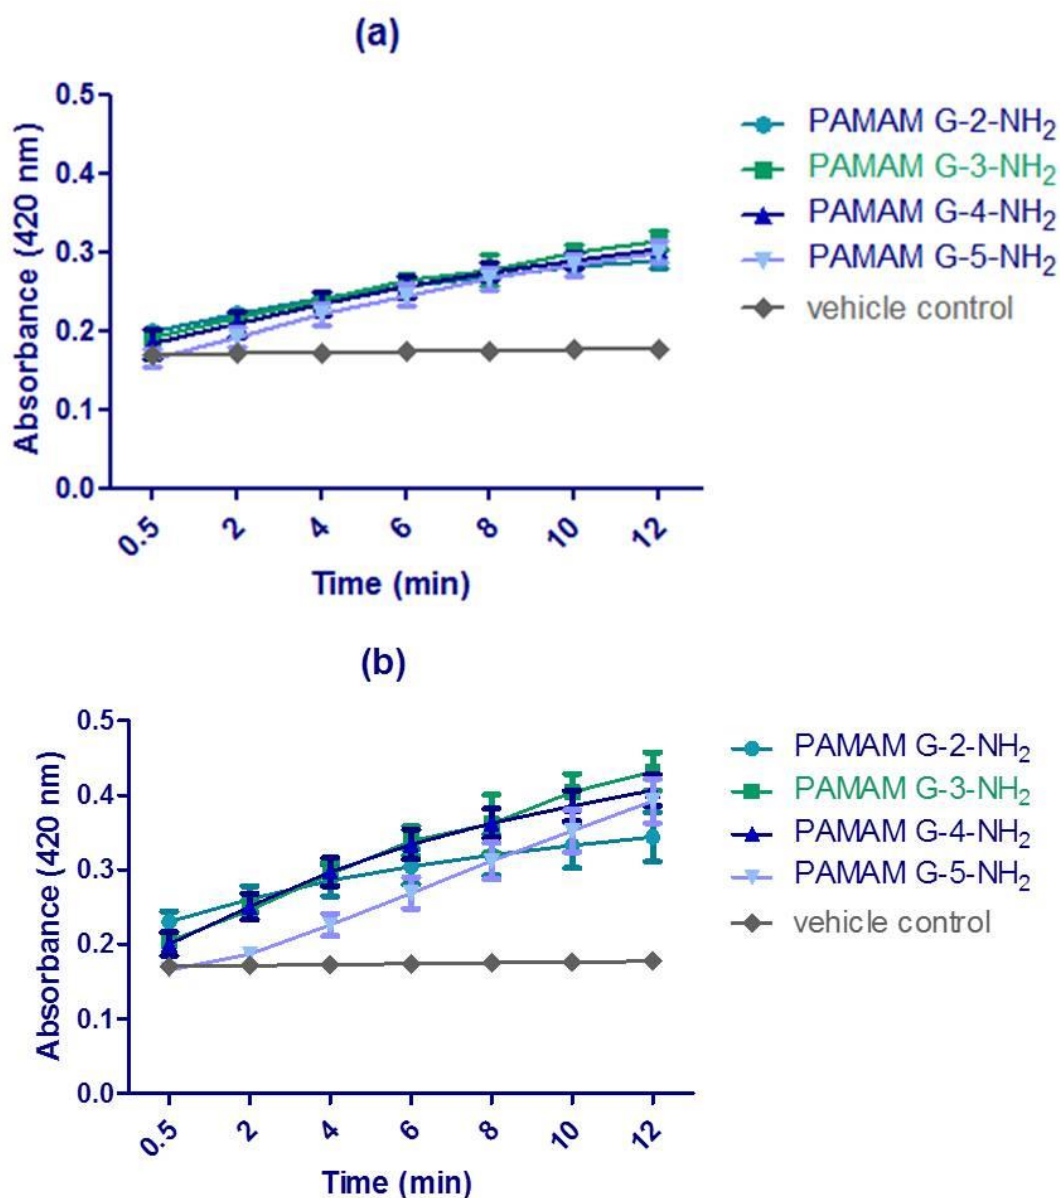 (a)
Absorbance (420 nm)
0.5
0.4
0.3
0.2
0.1
0.0
0.5 2 4 6 8 10 12
Time (min)
PAMAM G-2-NH₂
PAMAM G-3-NH₂
PAMAM G-4-NH₂
PAMAM G-5-NH₂
vehicle control
(b)
Absorbance (420 nm)
0.5
0.4
0.3
0.2
0.1
0.0
0.5 2 4 6 8 10 12
Time (min)
PAMAM G-2-NH₂
PAMAM G-3-NH₂
PAMAM G-4-NH₂
PAMAM G-5-NH₂
vehicle control